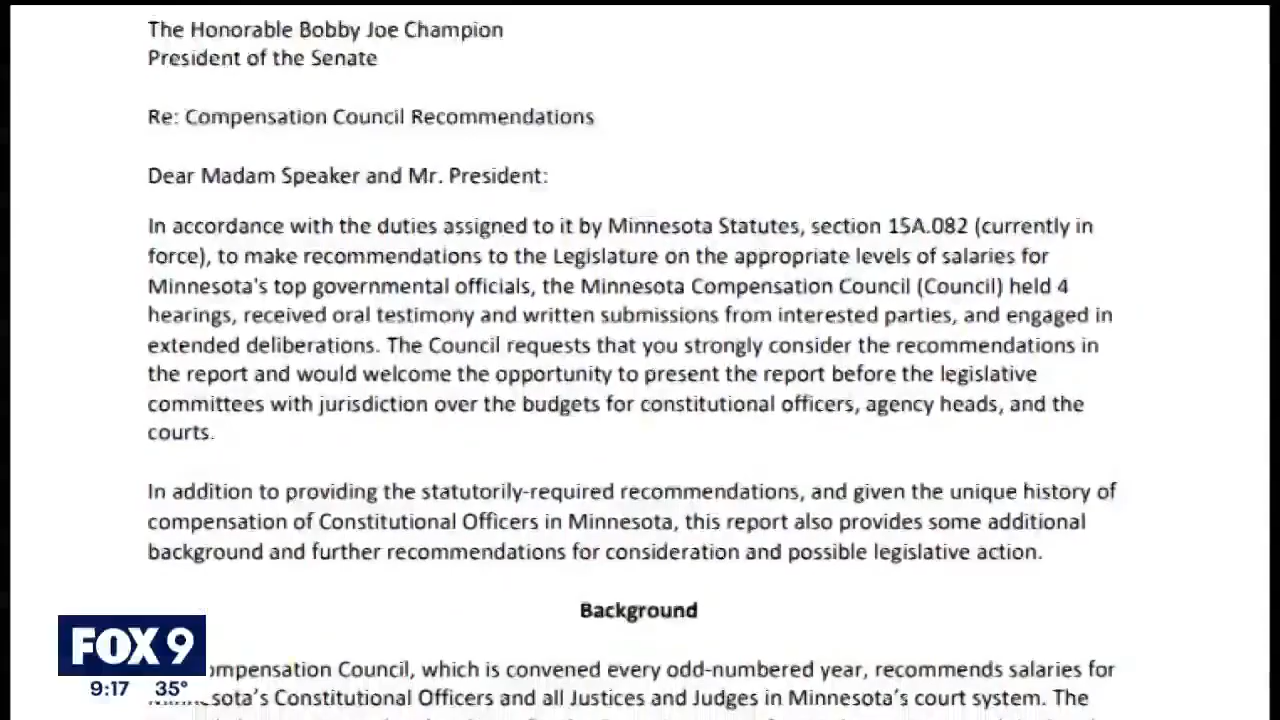 The Honorable Bobby Joe Champion
President of the Senate
Re: Compensation Council Recommendations
Dear Madam Speaker and Mr. President:
In accordance with the duties assigned to it by Minnesota Statutes, section 15A.082 (currently in
force), to make recommendations to the Legislature on the appropriate levels of salaries for
Minnesota's top governmental officials, the Minnesota Compensation Council (Council) held 4
hearings, received oral testimony and written submissions from interested parties, and engaged in
extended deliberations. The Council requests that you strongly consider the recommendations in
the report and would welcome the opportunity to present the report before the legislative
committees with jurisdiction over the budgets for constitutional officers, agency heads, and the
courts.
In addition to providing the statutorily-required recommendations, and given the unique history of
compensation of Constitutional Officers in Minnesota, this report also provides some additional
background and further recommendations for consideration and possible legislative action.
Background
ompensation Council, which is convened every odd-numbered year, recommends salaries for
sota's Constitutional Officers and all Justices and Judges in Minnesota's court system. The
FOX 9
9:17 35°